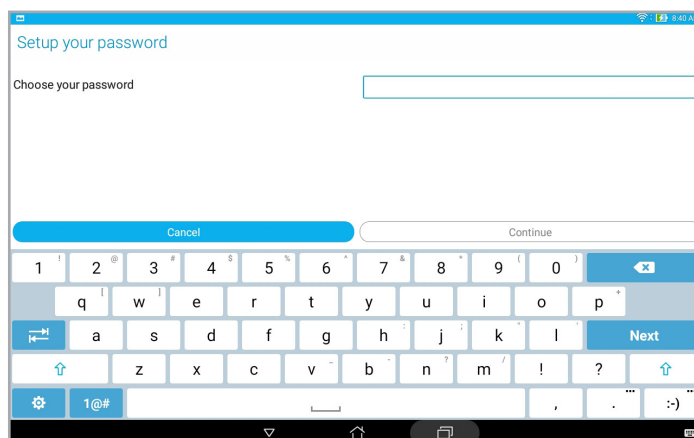 8:40 A
Setup your password
Choose your password
Cancel Continue
1 ! 2 @ 3 # 4 $ 5 % 6 ^ 7 & 8 * 9 ( 0 )
q [ w ] e r t y u i o p +
a s d f g h : j ; k " l ' Next
z x c v _ b - n ? m / ! ?
1@# , . ... :-) ...